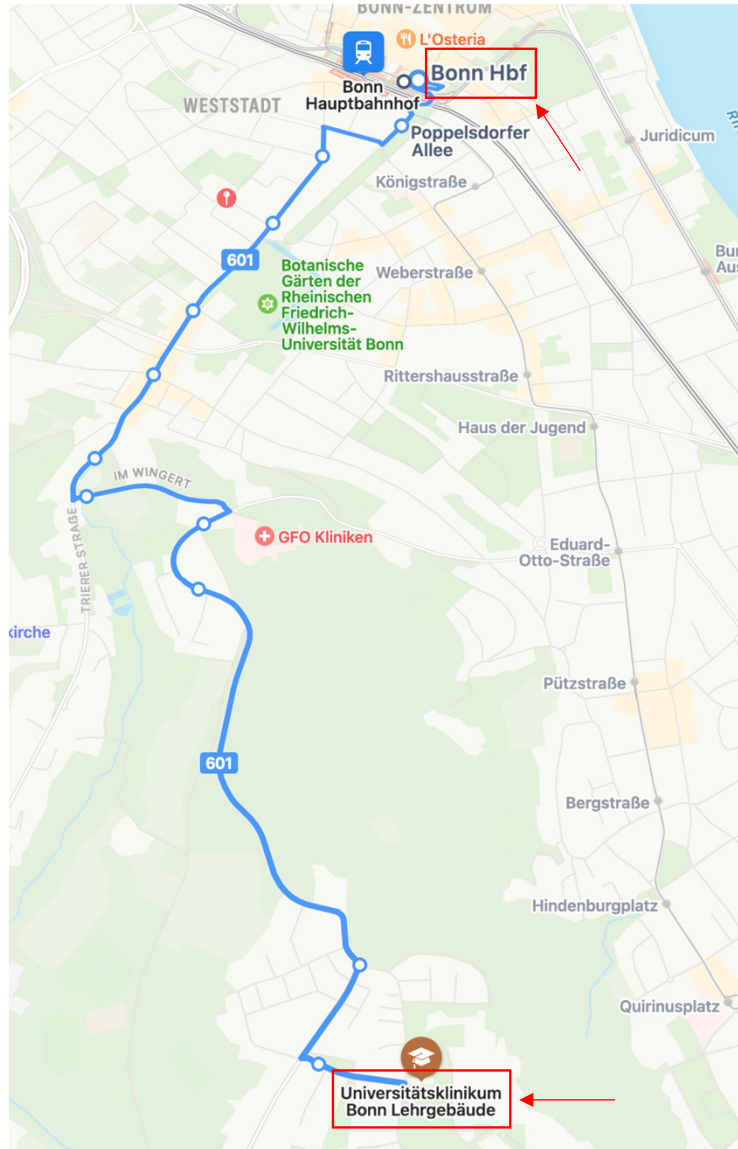 BONN-ZENTRUM
L'Osteria
Bonn Hbf
Bonn
Hauptbahnhof
WESTSTADT
Poppelsdorfer
Allee
Juridicum
Königstraße
601
Botanische
Gärten der
Rheinischen
Friedrich-
Wilhelms-
Universität Bonn
Weberstraße
Rittershausstraße
Haus der Jugend
IM WINGERT
TRIERER STRAßE
GFO Kliniken
Eduard-
Otto-Straße
kirche
Pützstraße
601
Bergstraße
Hindenburgplatz
Quirinusplatz
Universitätsklinikum
Bonn Lehrgebäude